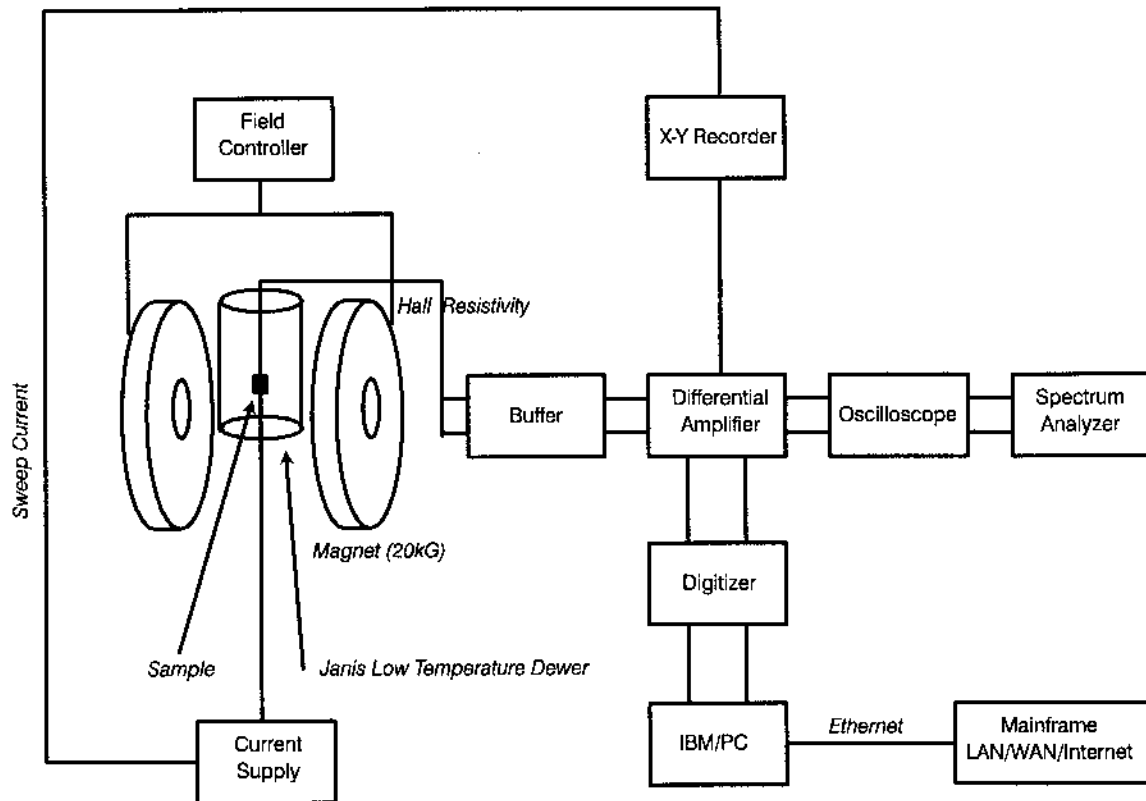 Field
Controller
X-Y Recorder
Hall Resistivity
Sweep Current
Buffer
Differential
Amplifier
Oscilloscope
Spectrum
Analyzer
Magnet (20kG)
Digitizer
Sample
Janis Low Temperature Dewer
Current
Supply
IBM/PC
Ethernet
Mainframe
LAN/WAN/Internet